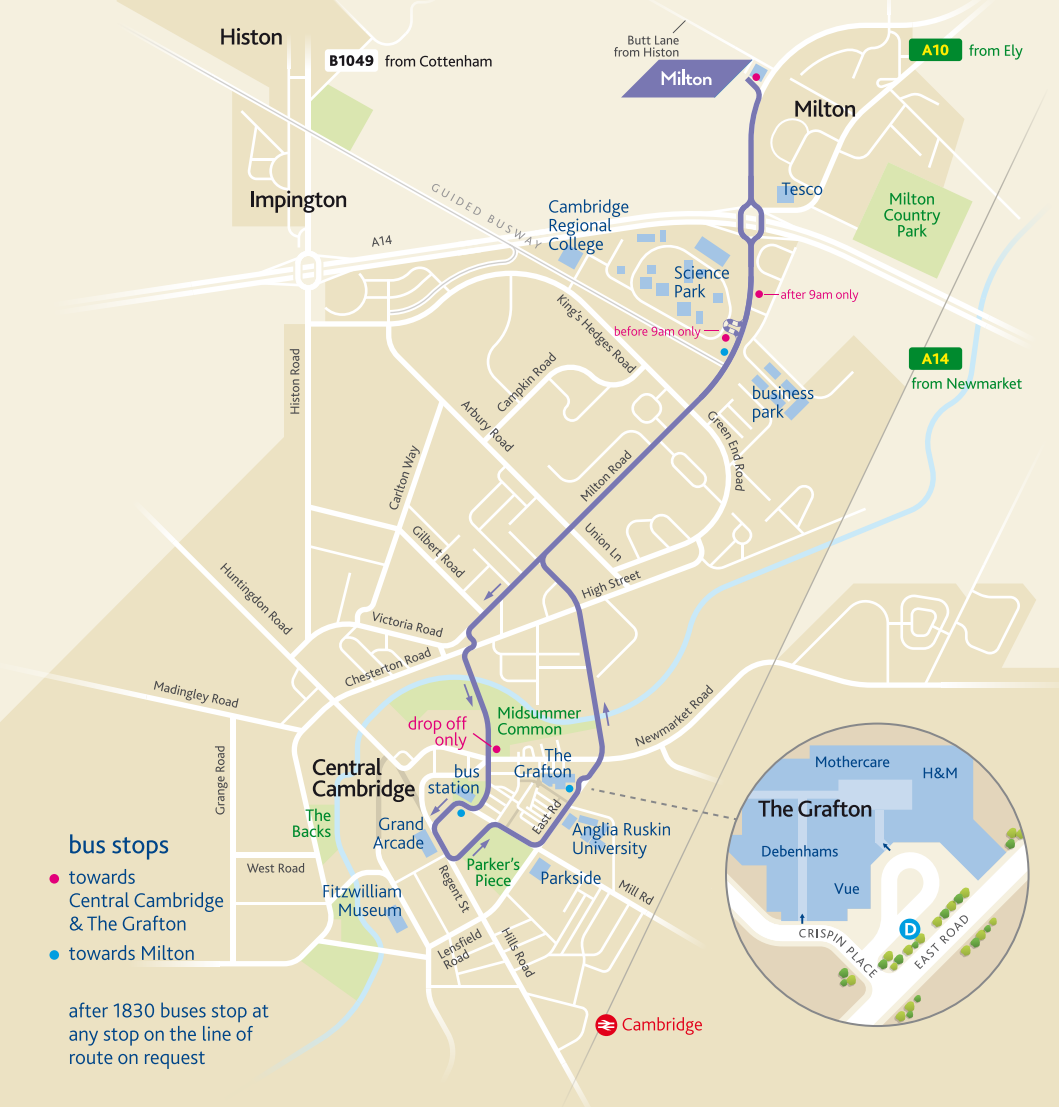 Histon
B1049 from Cottenham
Butt Lane
from Histon
Milton
A10 from Ely
Milton
Impington
GUIDED BUSWAY
A14
Cambridge
Regional
College
Tesco
Milton
Country
Park
Science
Park
after 9am only
before 9am only
King's Hedges Road
A14
from Newmarket
Histon Road
Campkin Road
Arbury Road
business
park
Green End Road
Carlton Way
Milton Road
Gilbert Road
Union Ln
High Street
Huntingdon Road
Victoria Road
Chesterton Road
Madingley Road
Midsummer
Common
Newmarket Road
drop off
only
Grange Road
Central
Cambridge
bus
station
The
Grafton
The
Backs
Grand
Arcade
East Rd
Anglia Ruskin
University
Parker's
Piece
Parkside
Mill Rd
West Road
Fitzwilliam
Museum
Regent St
Lensfield
Road
Hills Road
Cambridge
Mothercare
H&M
The Grafton
Debenhams
Vue
D
CRISPIN PLACE
EAST ROAD
bus stops
towards
Central Cambridge
& The Grafton
towards Milton
after 1830 buses stop at
any stop on the line of
route on request